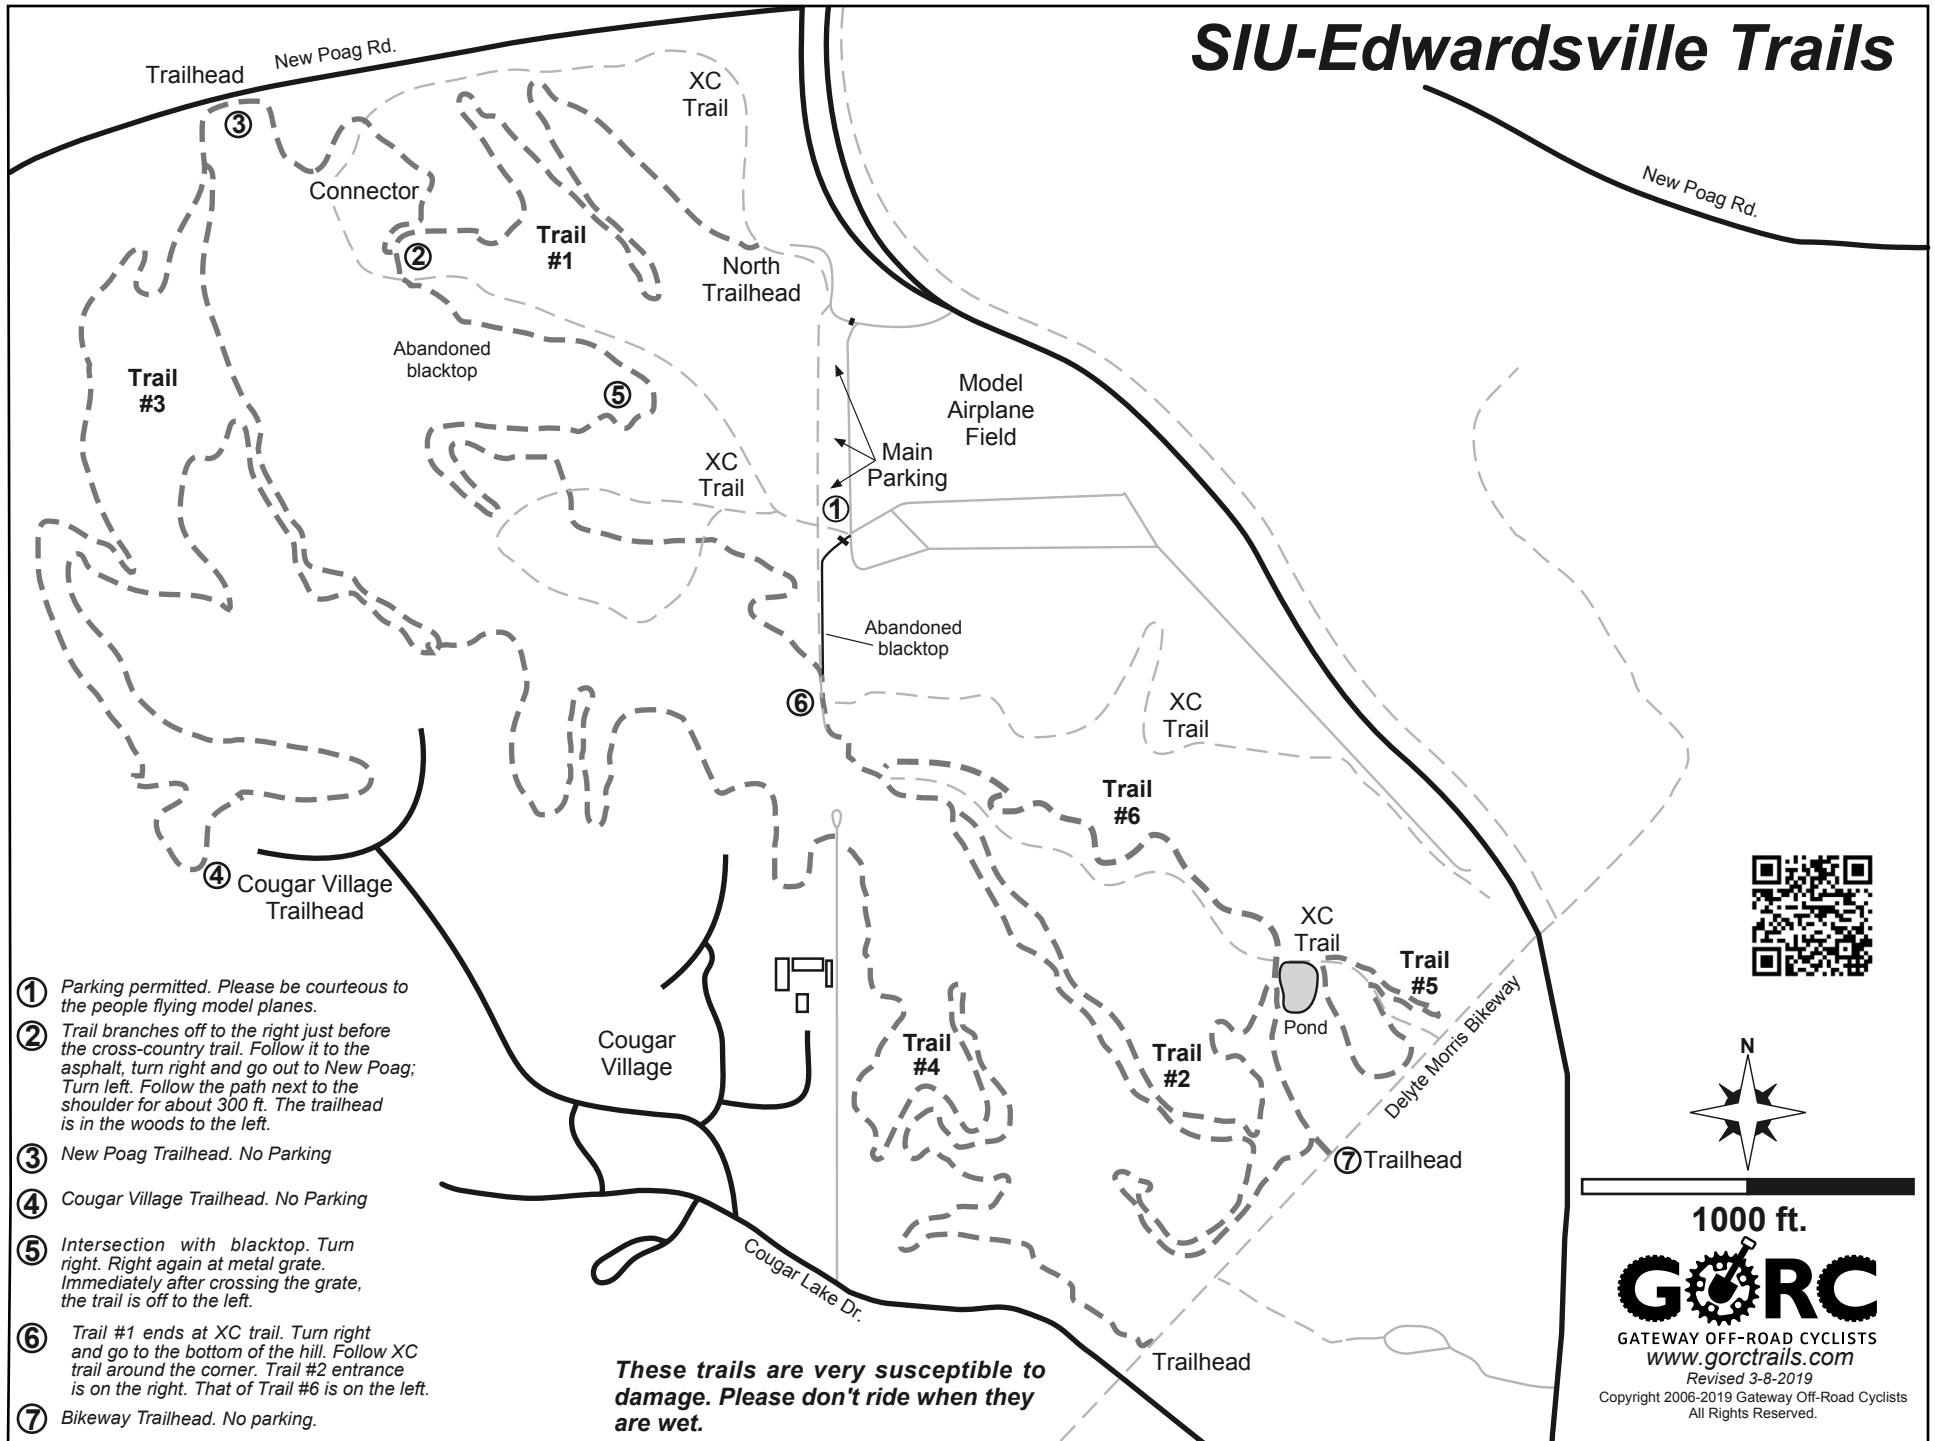 SIU-Edwardsville Trails
New Poag Rd.
Trailhead
3
XC
Trail
New Poag Rd.
Connector
2
Trail
#1
North
Trailhead
Abandoned
blacktop
Trail
#3
5
Model
Airplane
Field
Main
Parking
XC
Trail
1
Abandoned
blacktop
6
XC
Trail
Trail
#6
4
Cougar Village
Trailhead
XC
Trail
Trail
#5
Pond
Delyte Morris Bikeway
Cougar
Village
Trail
#4
Trail
#2
7
Trailhead
Cougar Lake Dr.
Trailhead
1 Parking permitted. Please be courteous to
the people flying model planes.
2 Trail branches off to the right just before
the cross-country trail. Follow it to the
asphalt, turn right and go out to New Poag;
Turn left. Follow the path next to the
shoulder for about 300 ft. The trailhead
is in the woods to the left.
3 New Poag Trailhead. No Parking
4 Cougar Village Trailhead. No Parking
5 Intersection with blacktop. Turn
right. Right again at metal grate.
Immediately after crossing the grate,
the trail is off to the left.
6 Trail #1 ends at XC trail. Turn right
and go to the bottom of the hill. Follow XC
trail around the corner. Trail #2 entrance
is on the right. That of Trail #6 is on the left.
7 Bikeway Trailhead. No parking.
These trails are very susceptible to
damage. Please don't ride when they
are wet.
N
1000 ft.
GORC
GATEWAY OFF-ROAD CYCLISTS
www.gorctrails.com
Revised 3-8-2019
Copyright 2006-2019 Gateway Off-Road Cyclists
All Rights Reserved.